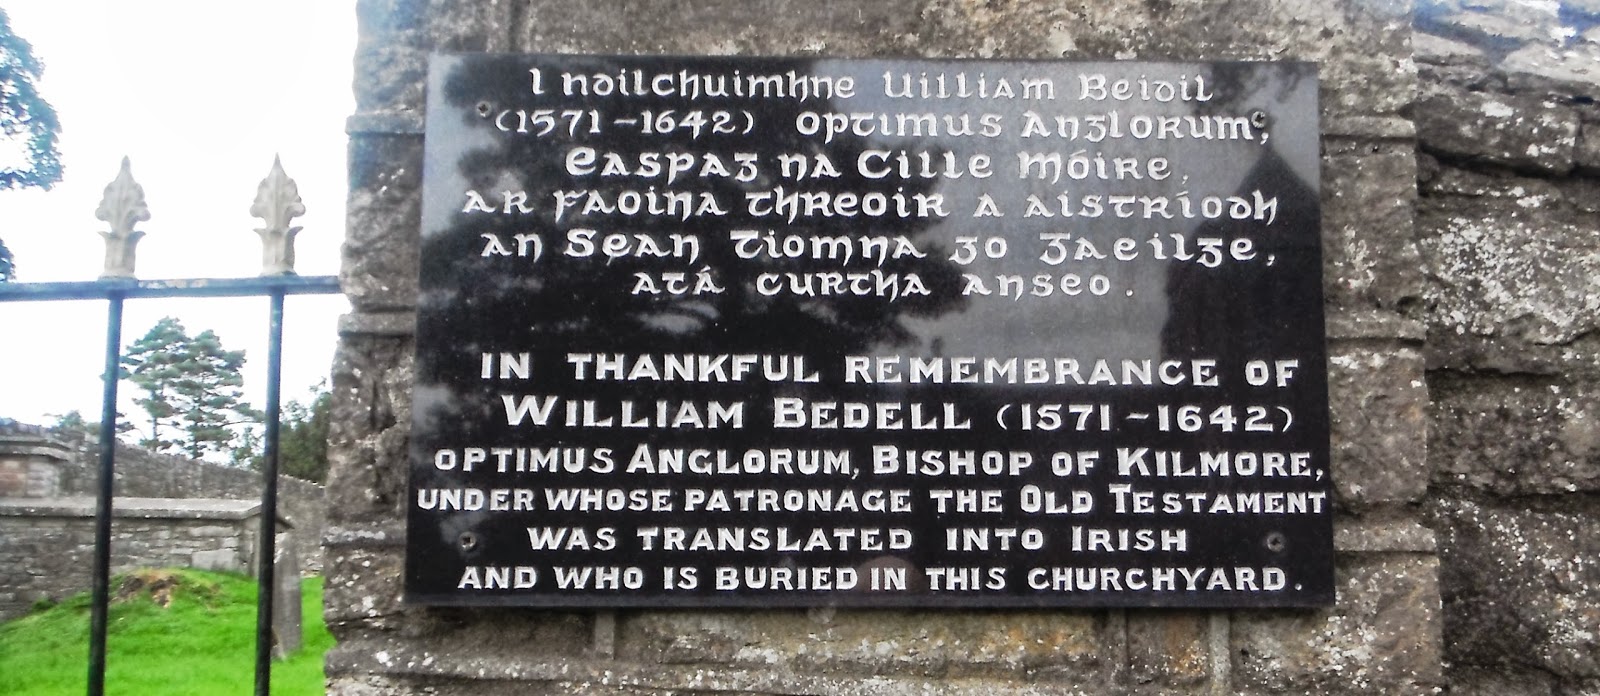 I ndilchuimhne Uilliam Beidil
(1571-1642) optimus Anglorum,
Easpag na Cille Móire,
ar faoina threoir a aistríodh
an Sean Tiomna go Gaeilge,
atá curtha anseo.
IN THANKFUL REMEMBRANCE OF
WILLIAM BEDELL (1571-1642)
OPTIMUS ANGLORUM, BISHOP OF KILMORE,
UNDER WHOSE PATRONAGE THE OLD TESTAMENT
WAS TRANSLATED INTO IRISH
AND WHO IS BURIED IN THIS CHURCHYARD.